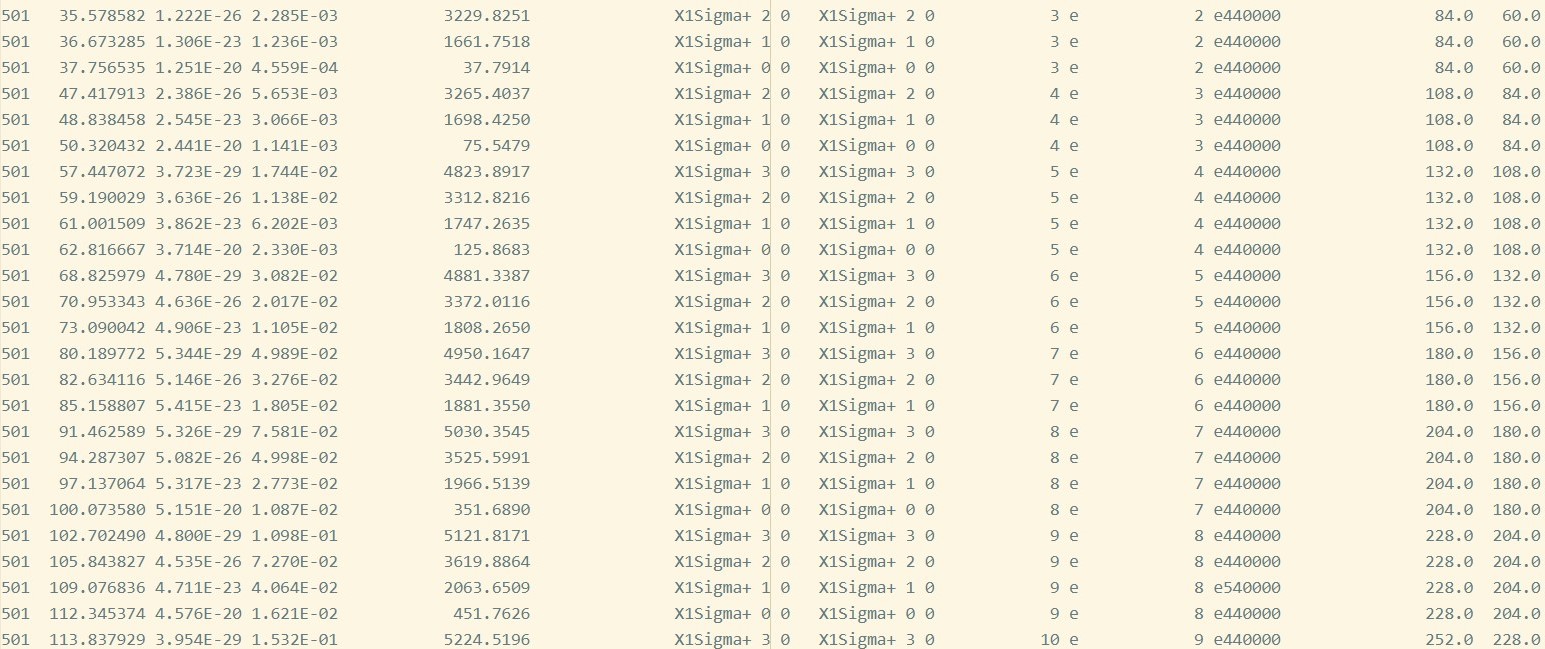 501 35.578582 1.222E-26 2.285E-03 3229.8251 X1Sigma+ 2 0 X1Sigma+ 2 0 3 e 2 e440000 84.0 60.0
501 36.673285 1.306E-23 1.236E-03 1661.7518 X1Sigma+ 1 0 X1Sigma+ 1 0 3 e 2 e440000 84.0 60.0
501 37.756535 1.251E-20 4.559E-04 37.7914 X1Sigma+ 0 0 X1Sigma+ 0 0 3 e 2 e440000 84.0 60.0
501 47.417913 2.386E-26 5.653E-03 3265.4037 X1Sigma+ 2 0 X1Sigma+ 2 0 4 e 3 e440000 108.0 84.0
501 48.838458 2.545E-23 3.066E-03 1698.4250 X1Sigma+ 1 0 X1Sigma+ 1 0 4 e 3 e440000 108.0 84.0
501 50.320432 2.441E-20 1.141E-03 75.5479 X1Sigma+ 0 0 X1Sigma+ 0 0 4 e 3 e440000 108.0 84.0
501 57.447072 3.723E-29 1.744E-02 4823.8917 X1Sigma+ 3 0 X1Sigma+ 3 0 5 e 4 e440000 132.0 108.0
501 59.190029 3.636E-26 1.138E-02 3312.8216 X1Sigma+ 2 0 X1Sigma+ 2 0 5 e 4 e440000 132.0 108.0
501 61.001509 3.862E-23 6.202E-03 1747.2635 X1Sigma+ 1 0 X1Sigma+ 1 0 5 e 4 e440000 132.0 108.0
501 62.816667 3.714E-20 2.330E-03 125.8683 X1Sigma+ 0 0 X1Sigma+ 0 0 5 e 4 e440000 132.0 108.0
501 68.825979 4.780E-29 3.082E-02 4881.3387 X1Sigma+ 3 0 X1Sigma+ 3 0 6 e 5 e440000 156.0 132.0
501 70.953343 4.636E-26 2.017E-02 3372.0116 X1Sigma+ 2 0 X1Sigma+ 2 0 6 e 5 e440000 156.0 132.0
501 73.090042 4.906E-23 1.105E-02 1808.2650 X1Sigma+ 1 0 X1Sigma+ 1 0 6 e 5 e440000 156.0 132.0
501 80.189772 5.344E-29 4.989E-02 4950.1647 X1Sigma+ 3 0 X1Sigma+ 3 0 7 e 6 e440000 180.0 156.0
501 82.634116 5.146E-26 3.276E-02 3442.9649 X1Sigma+ 2 0 X1Sigma+ 2 0 7 e 6 e440000 180.0 156.0
501 85.158807 5.415E-23 1.805E-02 1881.3550 X1Sigma+ 1 0 X1Sigma+ 1 0 7 e 6 e440000 180.0 156.0
501 91.462589 5.326E-29 7.581E-02 5030.3545 X1Sigma+ 3 0 X1Sigma+ 3 0 8 e 7 e440000 204.0 180.0
501 94.287307 5.082E-26 4.998E-02 3525.5991 X1Sigma+ 2 0 X1Sigma+ 2 0 8 e 7 e440000 204.0 180.0
501 97.137064 5.317E-23 2.773E-02 1966.5139 X1Sigma+ 1 0 X1Sigma+ 1 0 8 e 7 e440000 204.0 180.0
501 100.073580 5.151E-20 1.087E-02 351.6890 X1Sigma+ 0 0 X1Sigma+ 0 0 8 e 7 e440000 204.0 180.0
501 102.702490 4.800E-29 1.098E-01 5121.8171 X1Sigma+ 3 0 X1Sigma+ 3 0 9 e 8 e440000 228.0 204.0
501 105.843827 4.535E-26 7.270E-02 3619.8864 X1Sigma+ 2 0 X1Sigma+ 2 0 9 e 8 e440000 228.0 204.0
501 109.076836 4.711E-23 4.064E-02 2063.6509 X1Sigma+ 1 0 X1Sigma+ 1 0 9 e 8 e540000 228.0 204.0
501 112.345374 4.576E-20 1.621E-02 451.7626 X1Sigma+ 0 0 X1Sigma+ 0 0 9 e 8 e440000 228.0 204.0
501 113.837929 3.954E-29 1.532E-01 5224.5196 X1Sigma+ 3 0 X1Sigma+ 3 0 10 e 9 e440000 252.0 228.0